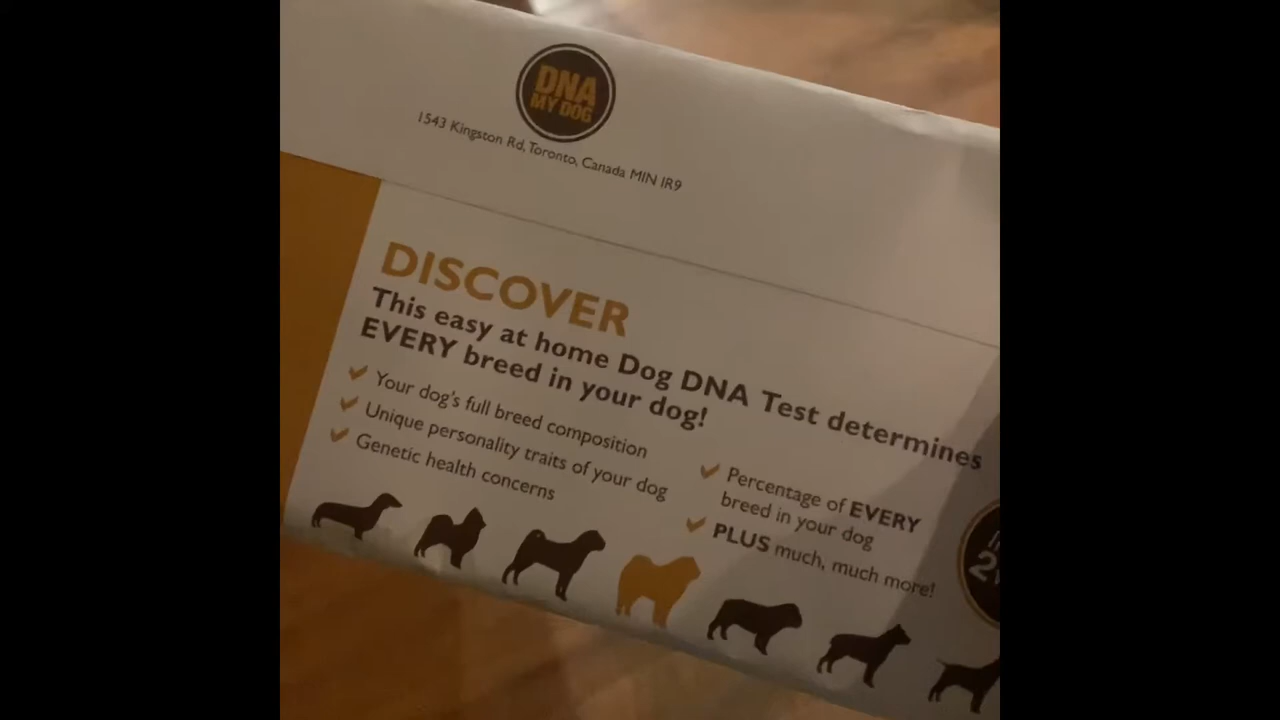 DNA
MY DOG
1543 Kingston Rd, Toronto, Canada M1N 1R9
DISCOVER
This easy at home Dog DNA Test determines
EVERY breed in your dog!
Your dog's full breed composition
Unique personality traits of your dog
Genetic health concerns
Percentage of EVERY
breed in your dog
PLUS much, much more!